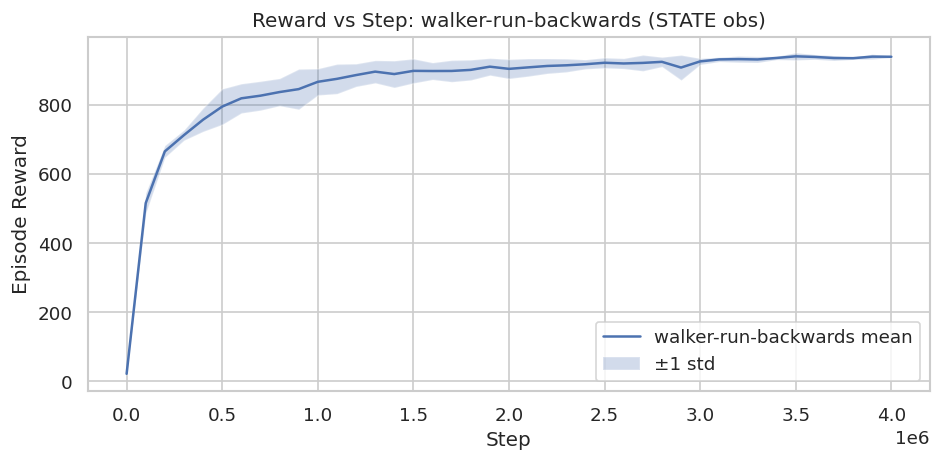 Reward vs Step: walker-run-backwards (STATE obs)
Episode Reward
800
600
400
200
0
walker-run-backwards mean
±1 std
0.0 0.5 1.0 1.5 2.0 2.5 3.0 3.5 4.0
1e6
Step